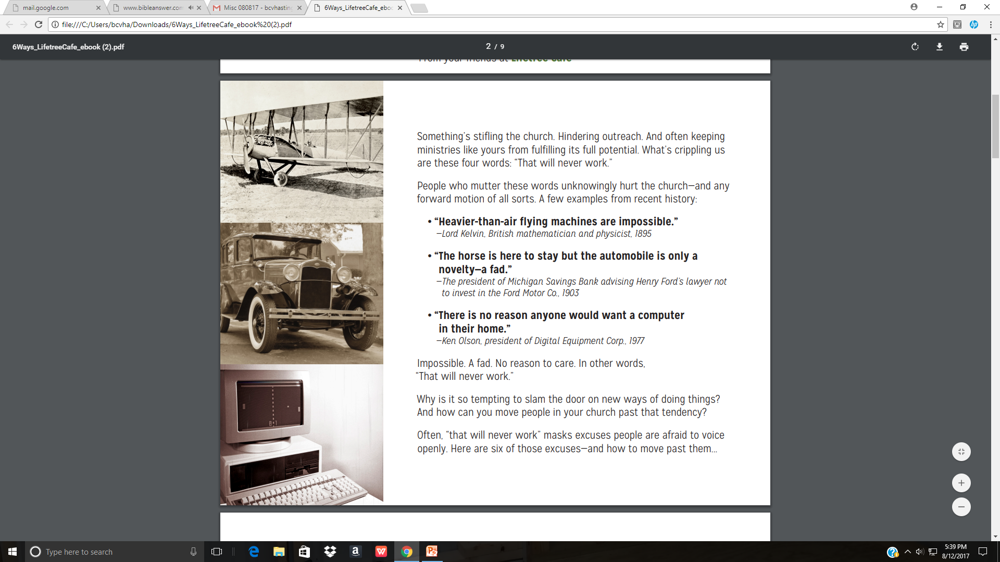 mail.google.com
www.bibleanswer.com
Misc 080817 - bcvhasting
6Ways_LifetreeCafe_eboo
file:///C:/Users/bcvha/Downloads/6Ways_LifetreeCafe_ebook%20(2).pdf
6Ways_LifetreeCafe_ebook (2).pdf
2 / 9
From your friends at Lifetree Café
Something's stifling the church. Hindering outreach. And often keeping
ministries like yours from fulfilling its full potential. What's crippling us
are these four words: “That will never work.”
People who mutter these words unknowingly hurt the church—and any
forward motion of all sorts. A few examples from recent history:
• “Heavier-than-air flying machines are impossible.”
—Lord Kelvin, British mathematician and physicist, 1895
• “The horse is here to stay but the automobile is only a
novelty—a fad.”
—The president of Michigan Savings Bank advising Henry Ford's lawyer not
to invest in the Ford Motor Co., 1903
• “There is no reason anyone would want a computer
in their home.”
—Ken Olson, president of Digital Equipment Corp., 1977
Impossible. A fad. No reason to care. In other words,
“That will never work.”
Why is it so tempting to slam the door on new ways of doing things?
And how can you move people in your church past that tendency?
Often, “that will never work” masks excuses people are afraid to voice
openly. Here are six of those excuses—and how to move past them...
Type here to search
5:39 PM
8/12/2017